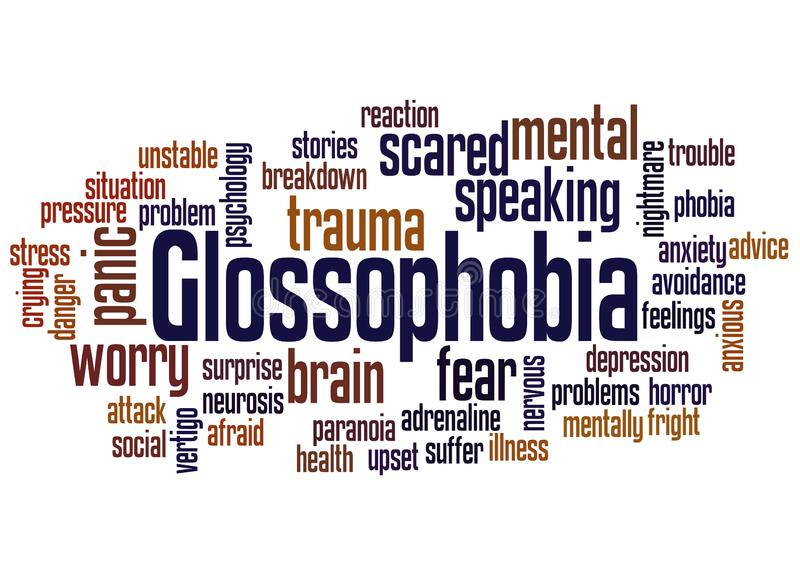 reaction
stories
scared
mental
unstable
psychology
breakdown
speaking
nightmare
trouble
situation
pressure
problem
trauma
phobia
stress
panic
Glossophobia
anxiety
advice
crying
danger
avoidance
feelings
anxious
worry
surprise
brain
fear
nervous
depression
neurosis
problems
horror
attack
vertigo
afraid
paranoia
adrenaline
mentally
fright
social
health
upset
suffer
illness
dreamstime